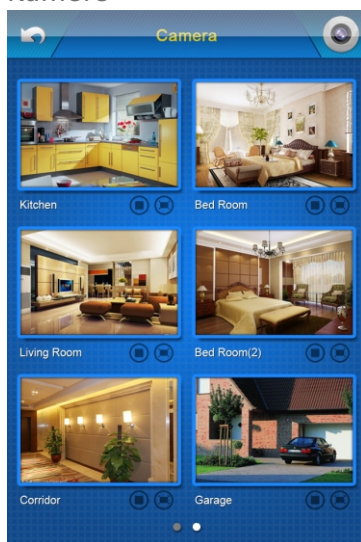 Camera
Kitchen
Bed Room
Living Room
Bed Room(2)
Corridor
Garage